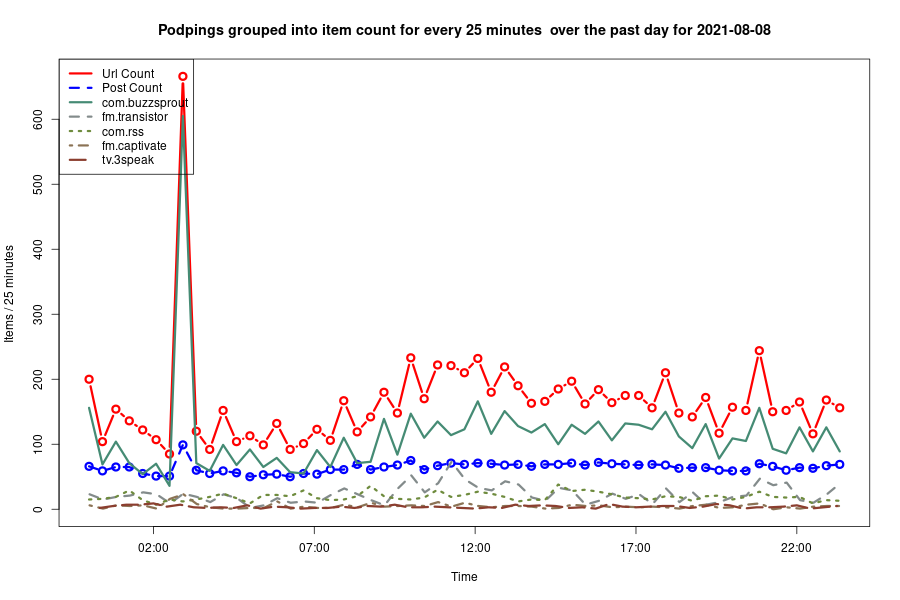 Podpings grouped into item count for every 25 minutes  over the past day for 2021-08-08
Url Count
Post Count
com.buzzsprout
fm.transistor
com.rss
fm.captivate
tv.3speak
Items / 25 minutes
600
500
400
300
200
100
0
02:00
07:00
12:00
17:00
22:00
Time